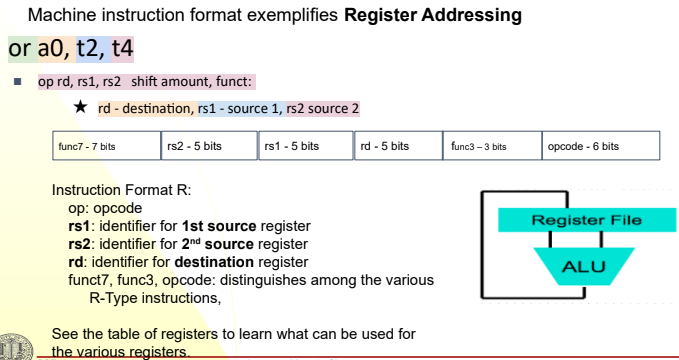 Machine instruction format exemplifies Register Addressing
or a0, t2, t4
op rd, rs1, rs2 shift amount, funct:
rd - destination, rs1 - source 1, rs2 source 2
func7 - 7 bits rs2 - 5 bits rs1 - 5 bits rd - 5 bits func3 – 3 bits opcode - 6 bits
Instruction Format R:
op: opcode
rs1: identifier for 1st source register
rs2: identifier for 2nd source register
rd: identifier for destination register
funct7, func3, opcode: distinguishes among the various
R-Type instructions,
Register File
ALU
See the table of registers to learn what can be used for
the various registers.